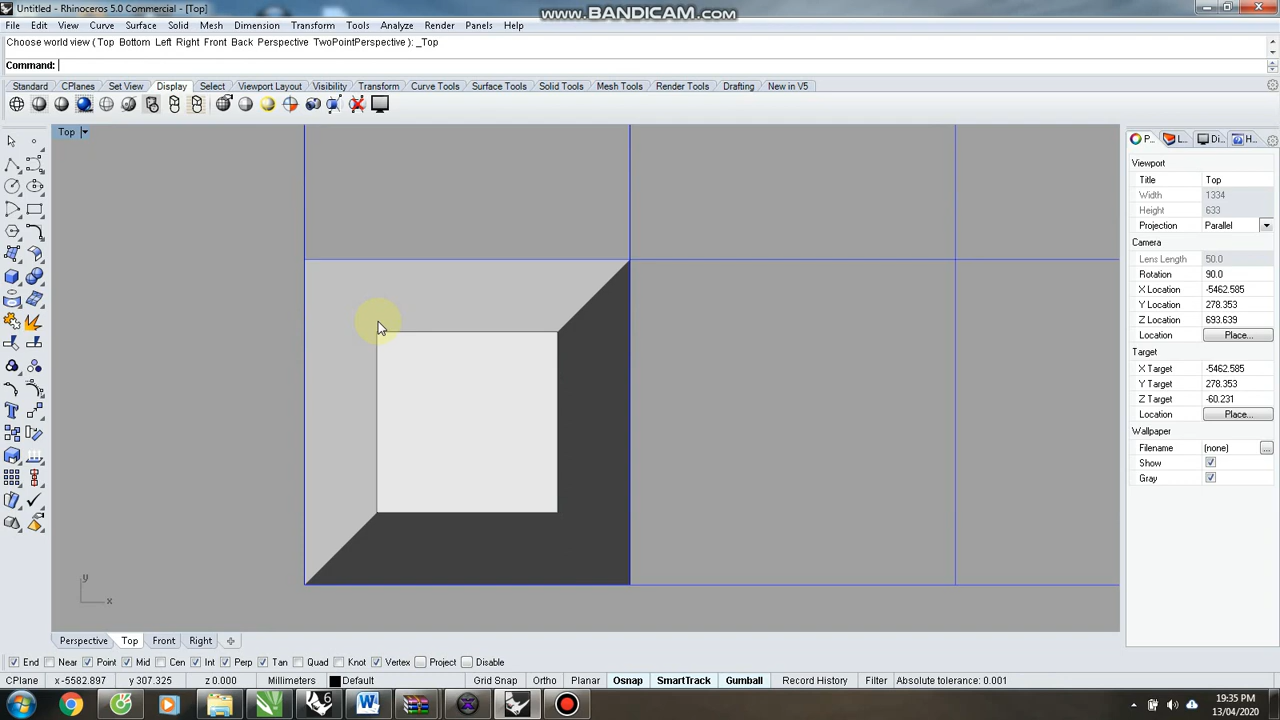 Untitled - Rhinoceros 5.0 Commercial - [Top]
www.BANDICAM.com
File Edit View Curve Surface Solid Mesh Dimension Transform Tools Analyze Render Panels Help
Choose world view ( Top Bottom Left Right Front Back Perspective TwoPointPerspective ): _Top
Command:
Standard CPlanes Set View Display Select Viewport Layout Visibility Transform Curve Tools Surface Tools Solid Tools Mesh Tools Render Tools Drafting New in V5
Top
P... L... Di... H...
Viewport
Title Top
Width 1334
Height 633
Projection Parallel
Camera
Lens Length 50.0
Rotation 90.0
X Location -5462.585
Y Location 278.353
Z Location 693.639
Location Place...
Target
X Target -5462.585
Y Target 278.353
Z Target -60.231
Location Place...
Wallpaper
Filename (none) ...
Show
Gray
y
x
Perspective Top Front Right
End Near Point Mid Cen Int Perp Tan Quad Knot Vertex Project Disable
CPlane x -5582.897 y 307.325 z 0.000 Millimeters Default Grid Snap Ortho Planar Osnap SmartTrack Gumball Record History Filter Absolute tolerance: 0.001
6
W
19:35 PM
13/04/2020